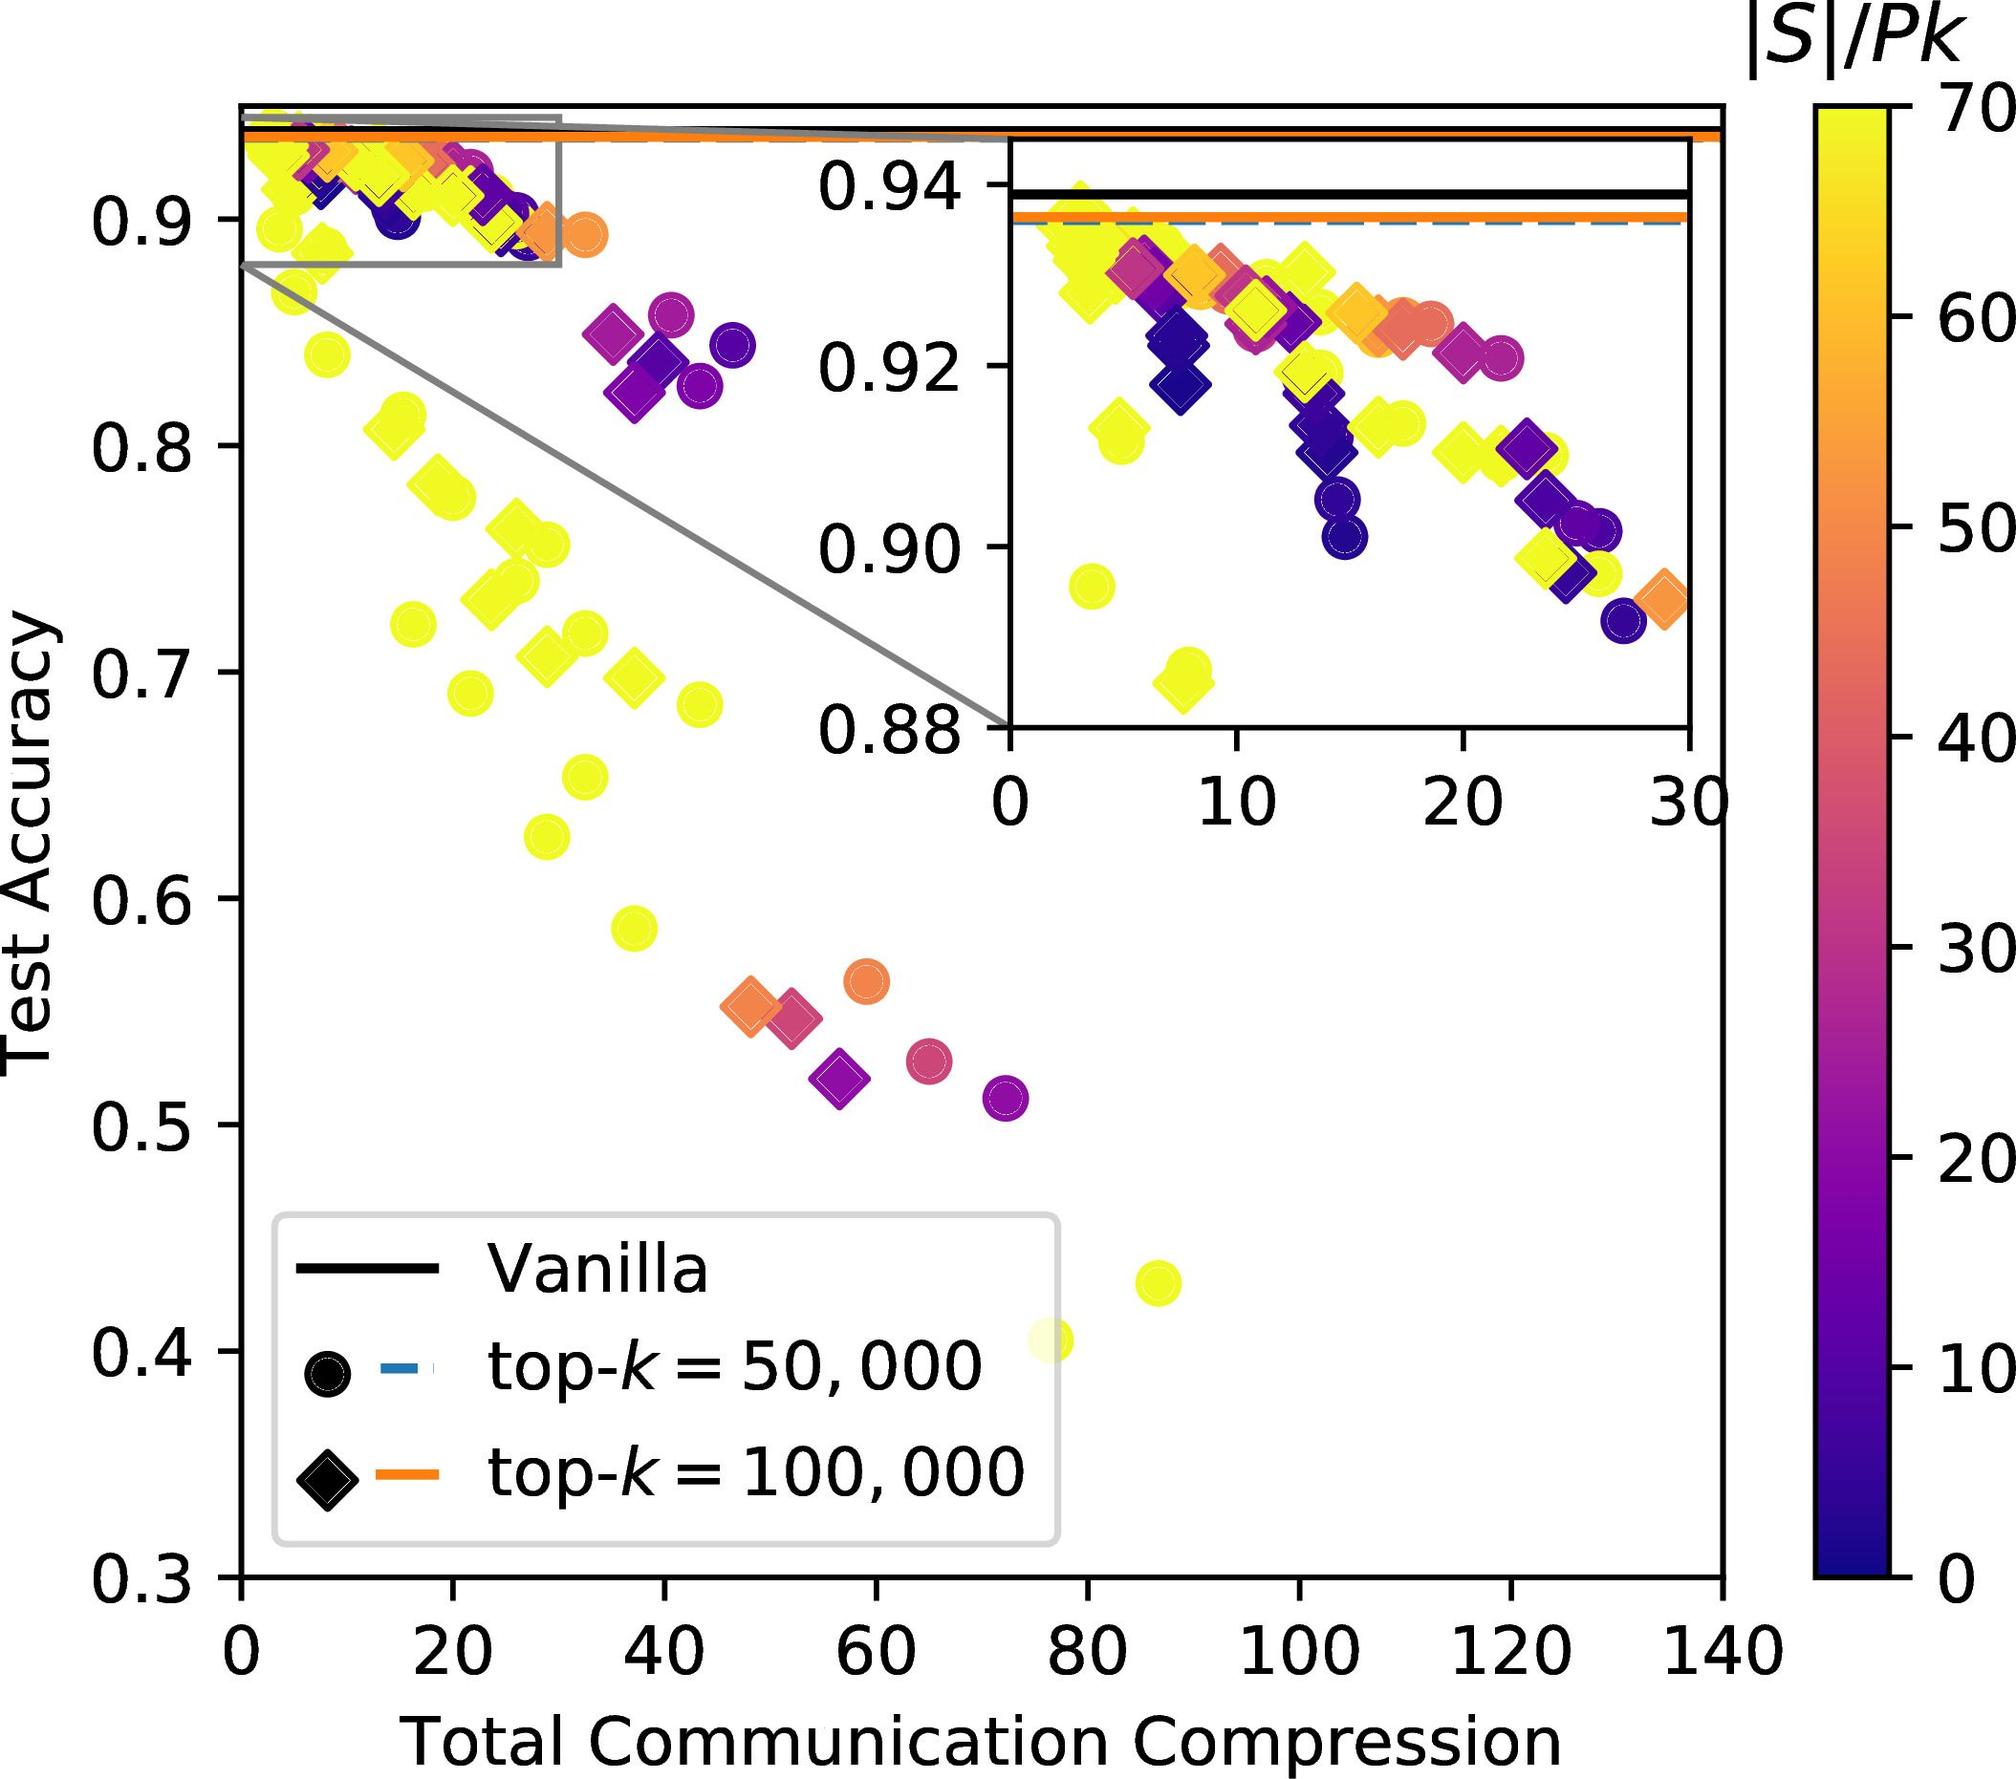 |S|/Pk
70
60
50
40
30
20
10
0
0.94
0.92
0.90
0.88
0 10 20 30
0.9
0.8
0.7
0.6
0.5
0.4
0.3
Test Accuracy
Vanilla
top-k = 50,000
top-k = 100,000
0 20 40 60 80 100 120 140
Total Communication Compression